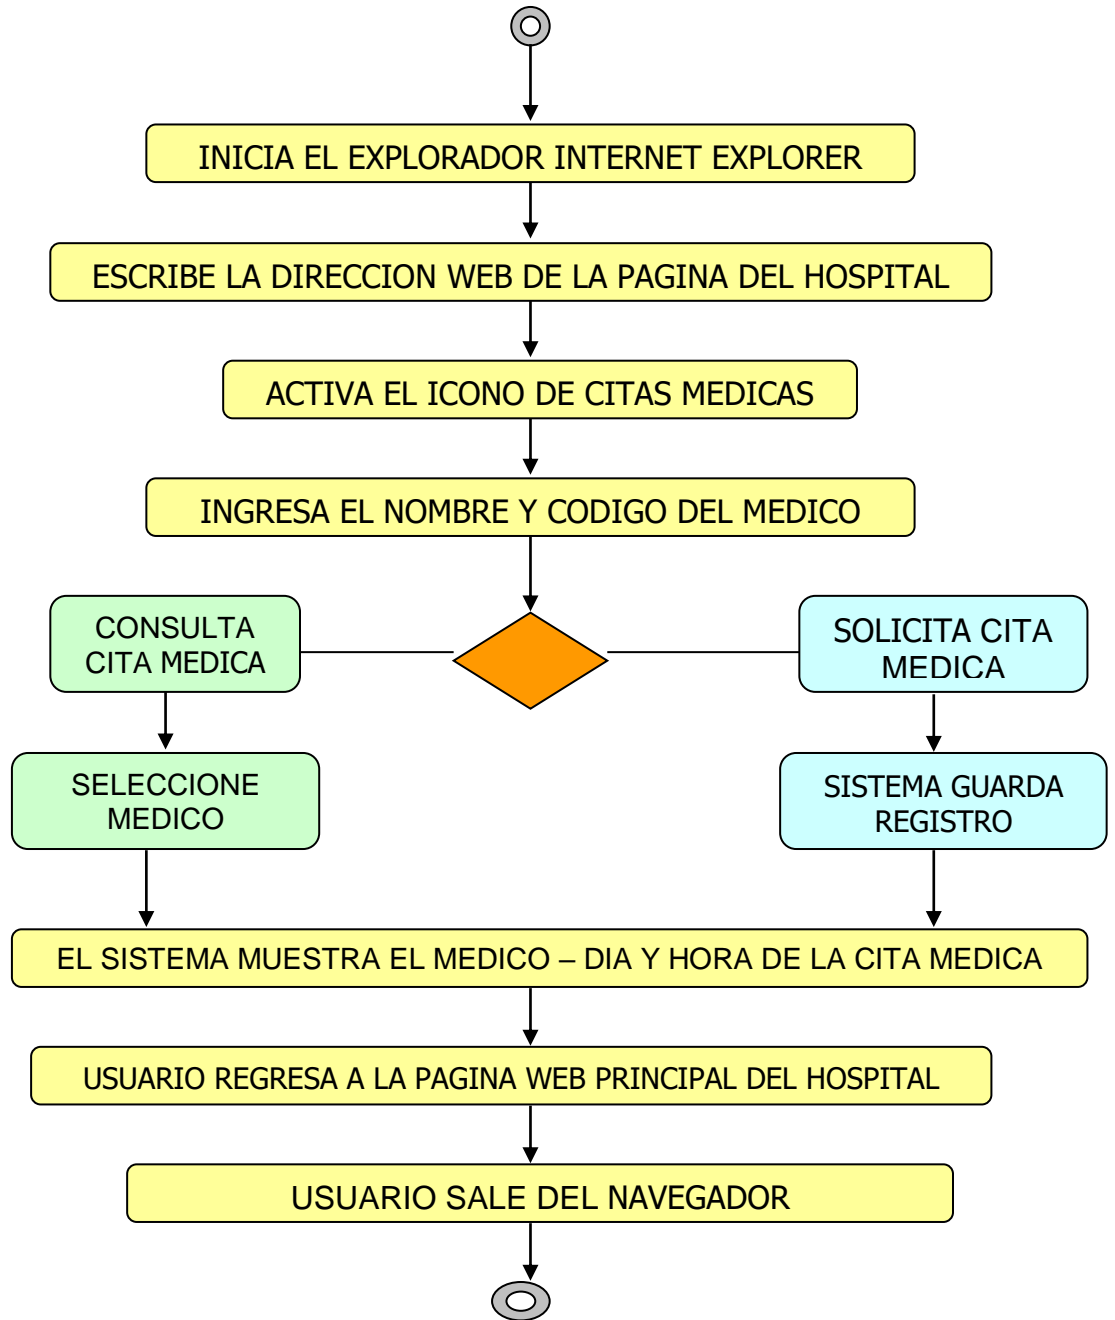 INICIA EL EXPLORADOR INTERNET EXPLORER
ESCRIBE LA DIRECCION WEB DE LA PAGINA DEL HOSPITAL
ACTIVA EL ICONO DE CITAS MEDICAS
INGRESA EL NOMBRE Y CODIGO DEL MEDICO
CONSULTA
CITA MEDICA
SOLICITA CITA
MEDICA
SELECCIONE
MEDICO
SISTEMA GUARDA
REGISTRO
EL SISTEMA MUESTRA EL MEDICO – DIA Y HORA DE LA CITA MEDICA
USUARIO REGRESA A LA PAGINA WEB PRINCIPAL DEL HOSPITAL
USUARIO SALE DEL NAVEGADOR